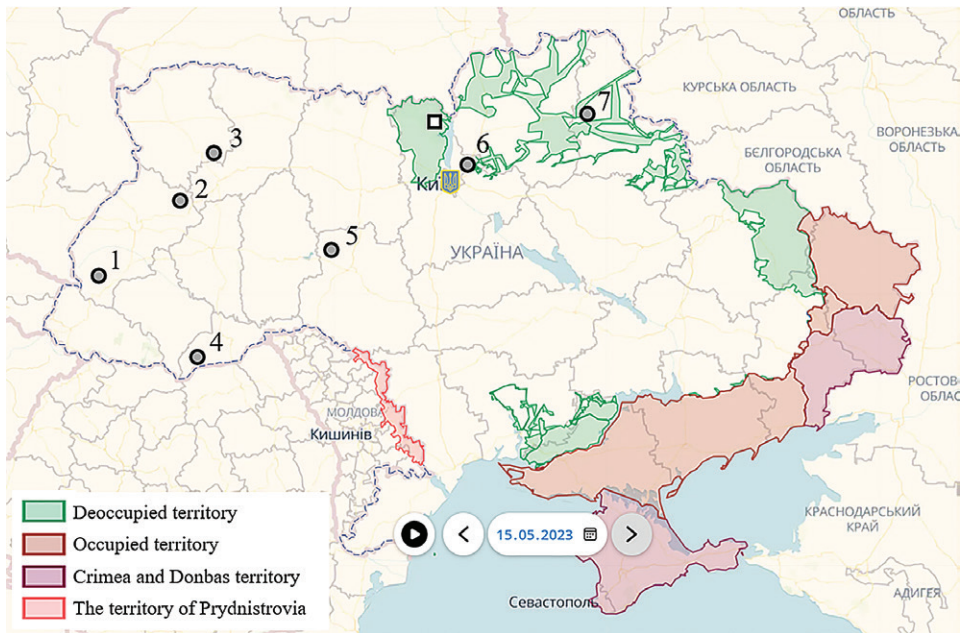 ОБЛАСТЬ
КУРСЬКА ОБЛАСТЬ
ВОРОНЕЗЬКА
ОБЛАСТЬ
БЄЛГОРОДСЬКА
ОБЛАСТЬ
7
3
6
2
Ки
5
УКРАЇНА
1
4
РОСТОВ-
ОБЛАС
МОЛДОВА
Кишинів
КРАСНОДАРСЬКИЙ
КРАЙ
АДИГЕЯ
Севастополь
15.05.2023
Deoccupied territory
Occupied territory
Crimea and Donbas territory
The territory of Prydnistrovia